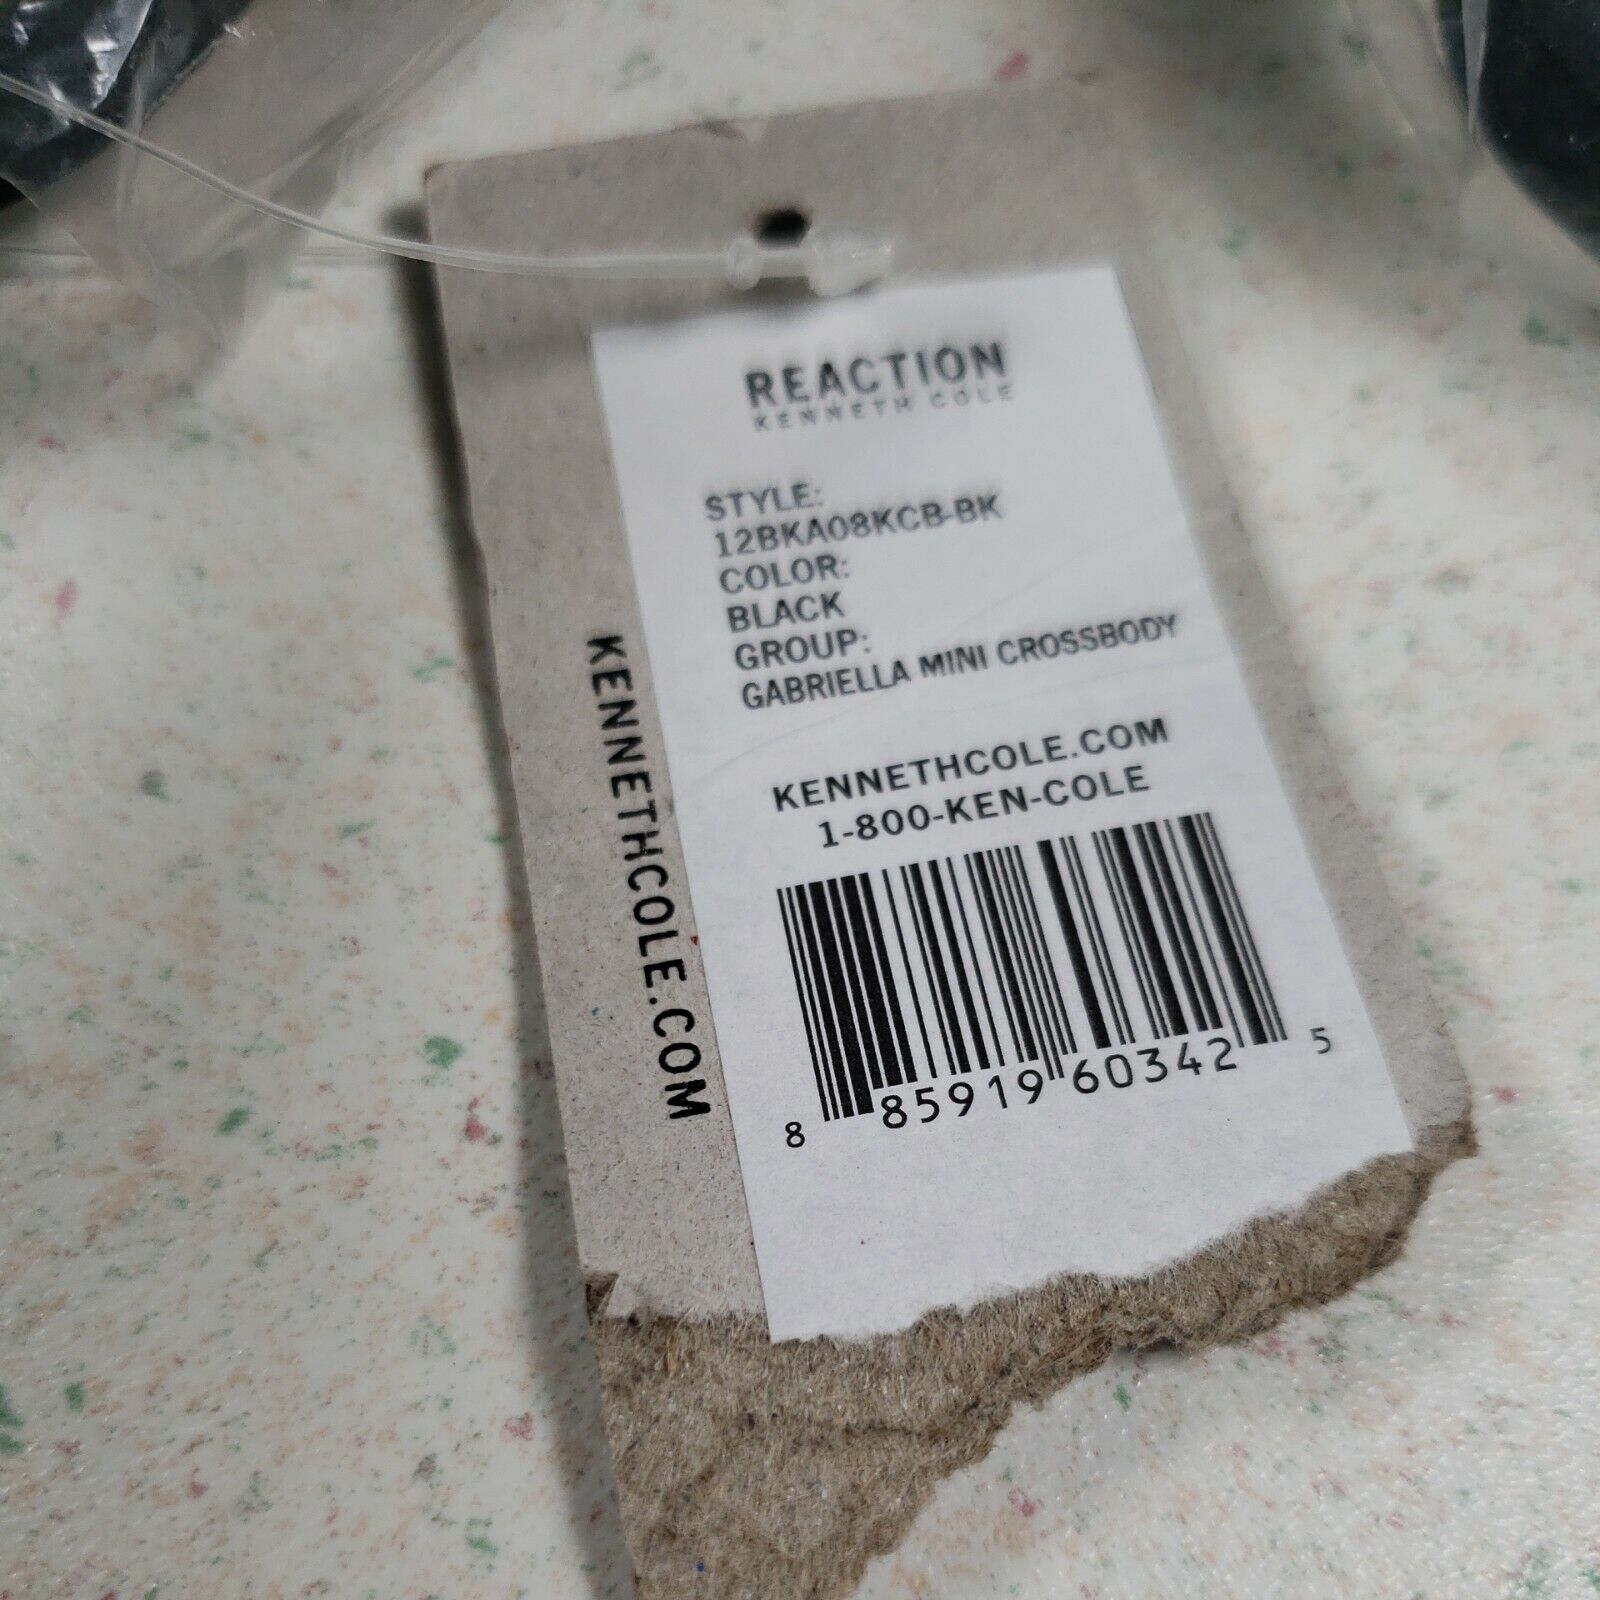 REACTION
KENNETH COLE
STYLE:
12BKA08KCB-BK
COLOR:
BLACK
GROUP:
GABRIELLA MINI CROSSBODY
KENNETHCOLE.COM
1-800-KEN-COLE
8 85919 60342 5
KENNETHCOLE.COM